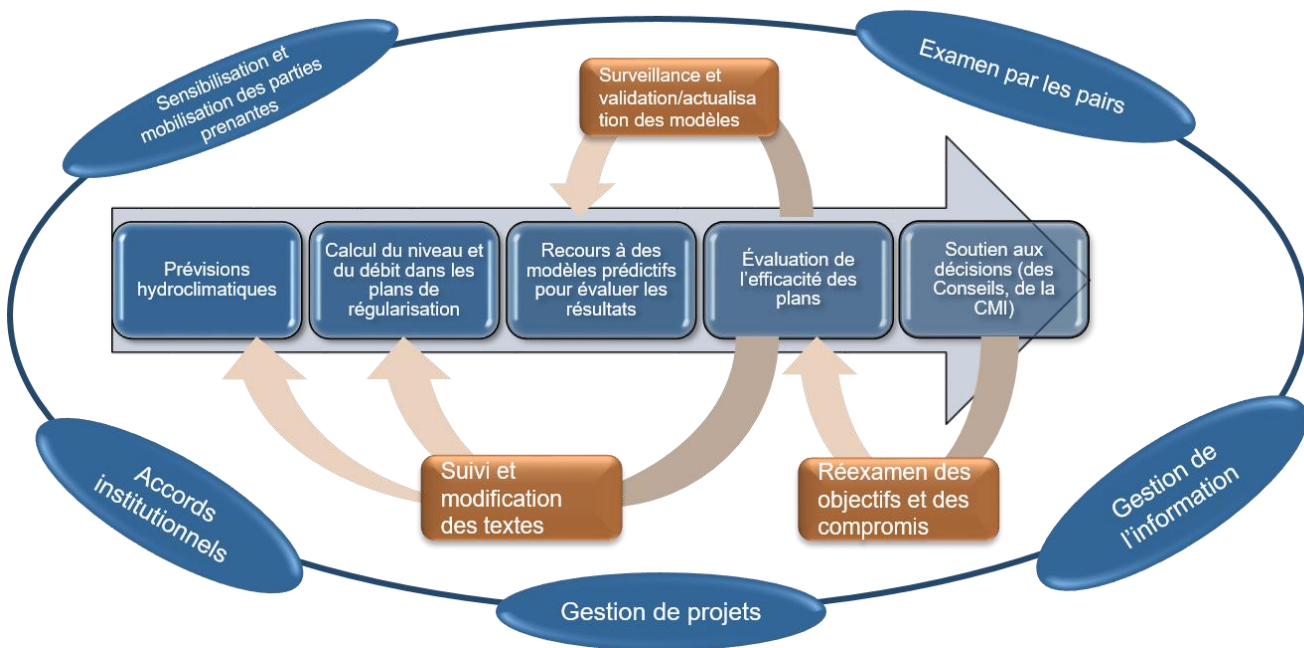 Sensibilisation et
mobilisation des parties
prenantes
Examen par les pairs
Surveillance et
validation/actualisa
tion des modèles
Prévisions
hydroclimatiques
Calcul du niveau et
du débit dans les
plans de
régularisation
Recours à des
modèles prédictifs
pour évaluer les
résultats
Évaluation de
l’efficacité des
plans
Soutien aux
décisions (des
Conseils, de la
CMI)
Suivi et
modification
des textes
Réexamen des
objectifs et des
compromis
Accords
institutionnels
Gestion de projets
Gestion de
l’information